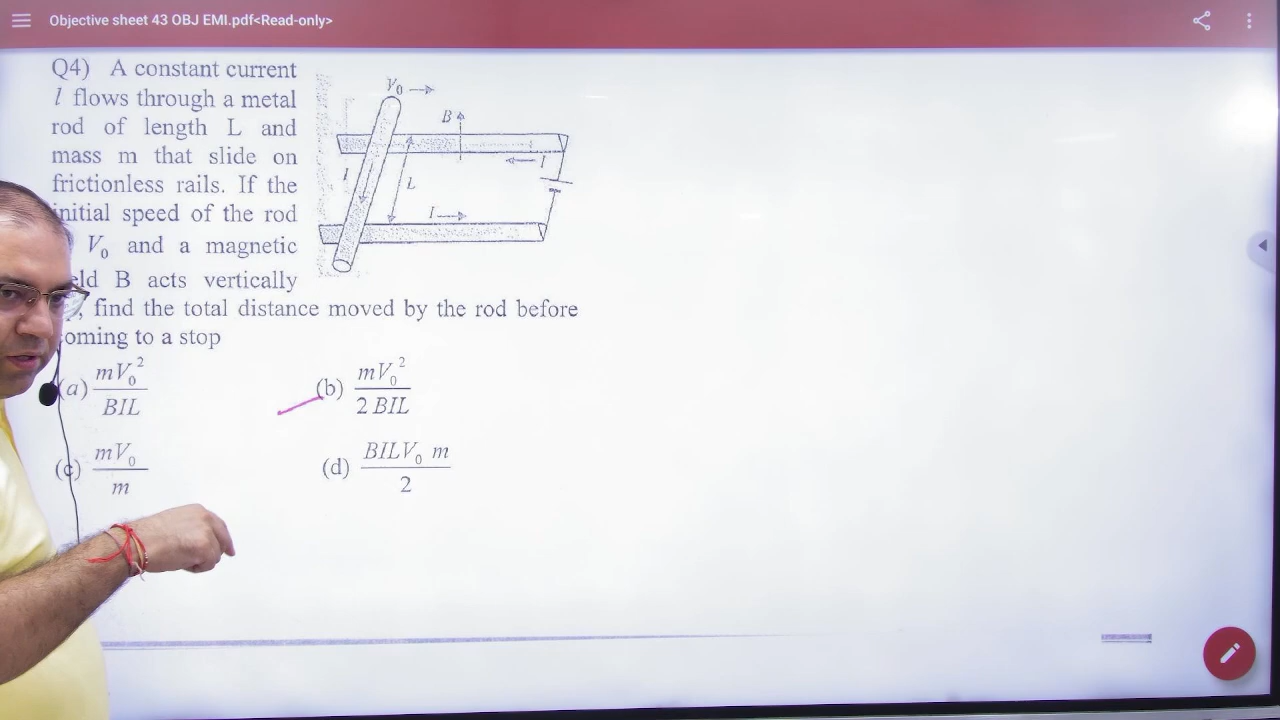 Objective sheet 43 OBJ EMI.pdf<Read-only>
Q4) A constant current
l flows through a metal
rod of length L and
mass m that slide on
frictionless rails. If the
initial speed of the rod
V₀ and a magnetic
B acts vertically
find the total distance moved by the rod before
oming to a stop
V₀
B
I
I
L
I
(a) mV₀²/BIL
(b) mV₀²/2 BIL
(c) mV₀/m
(d) BILV₀ m/2